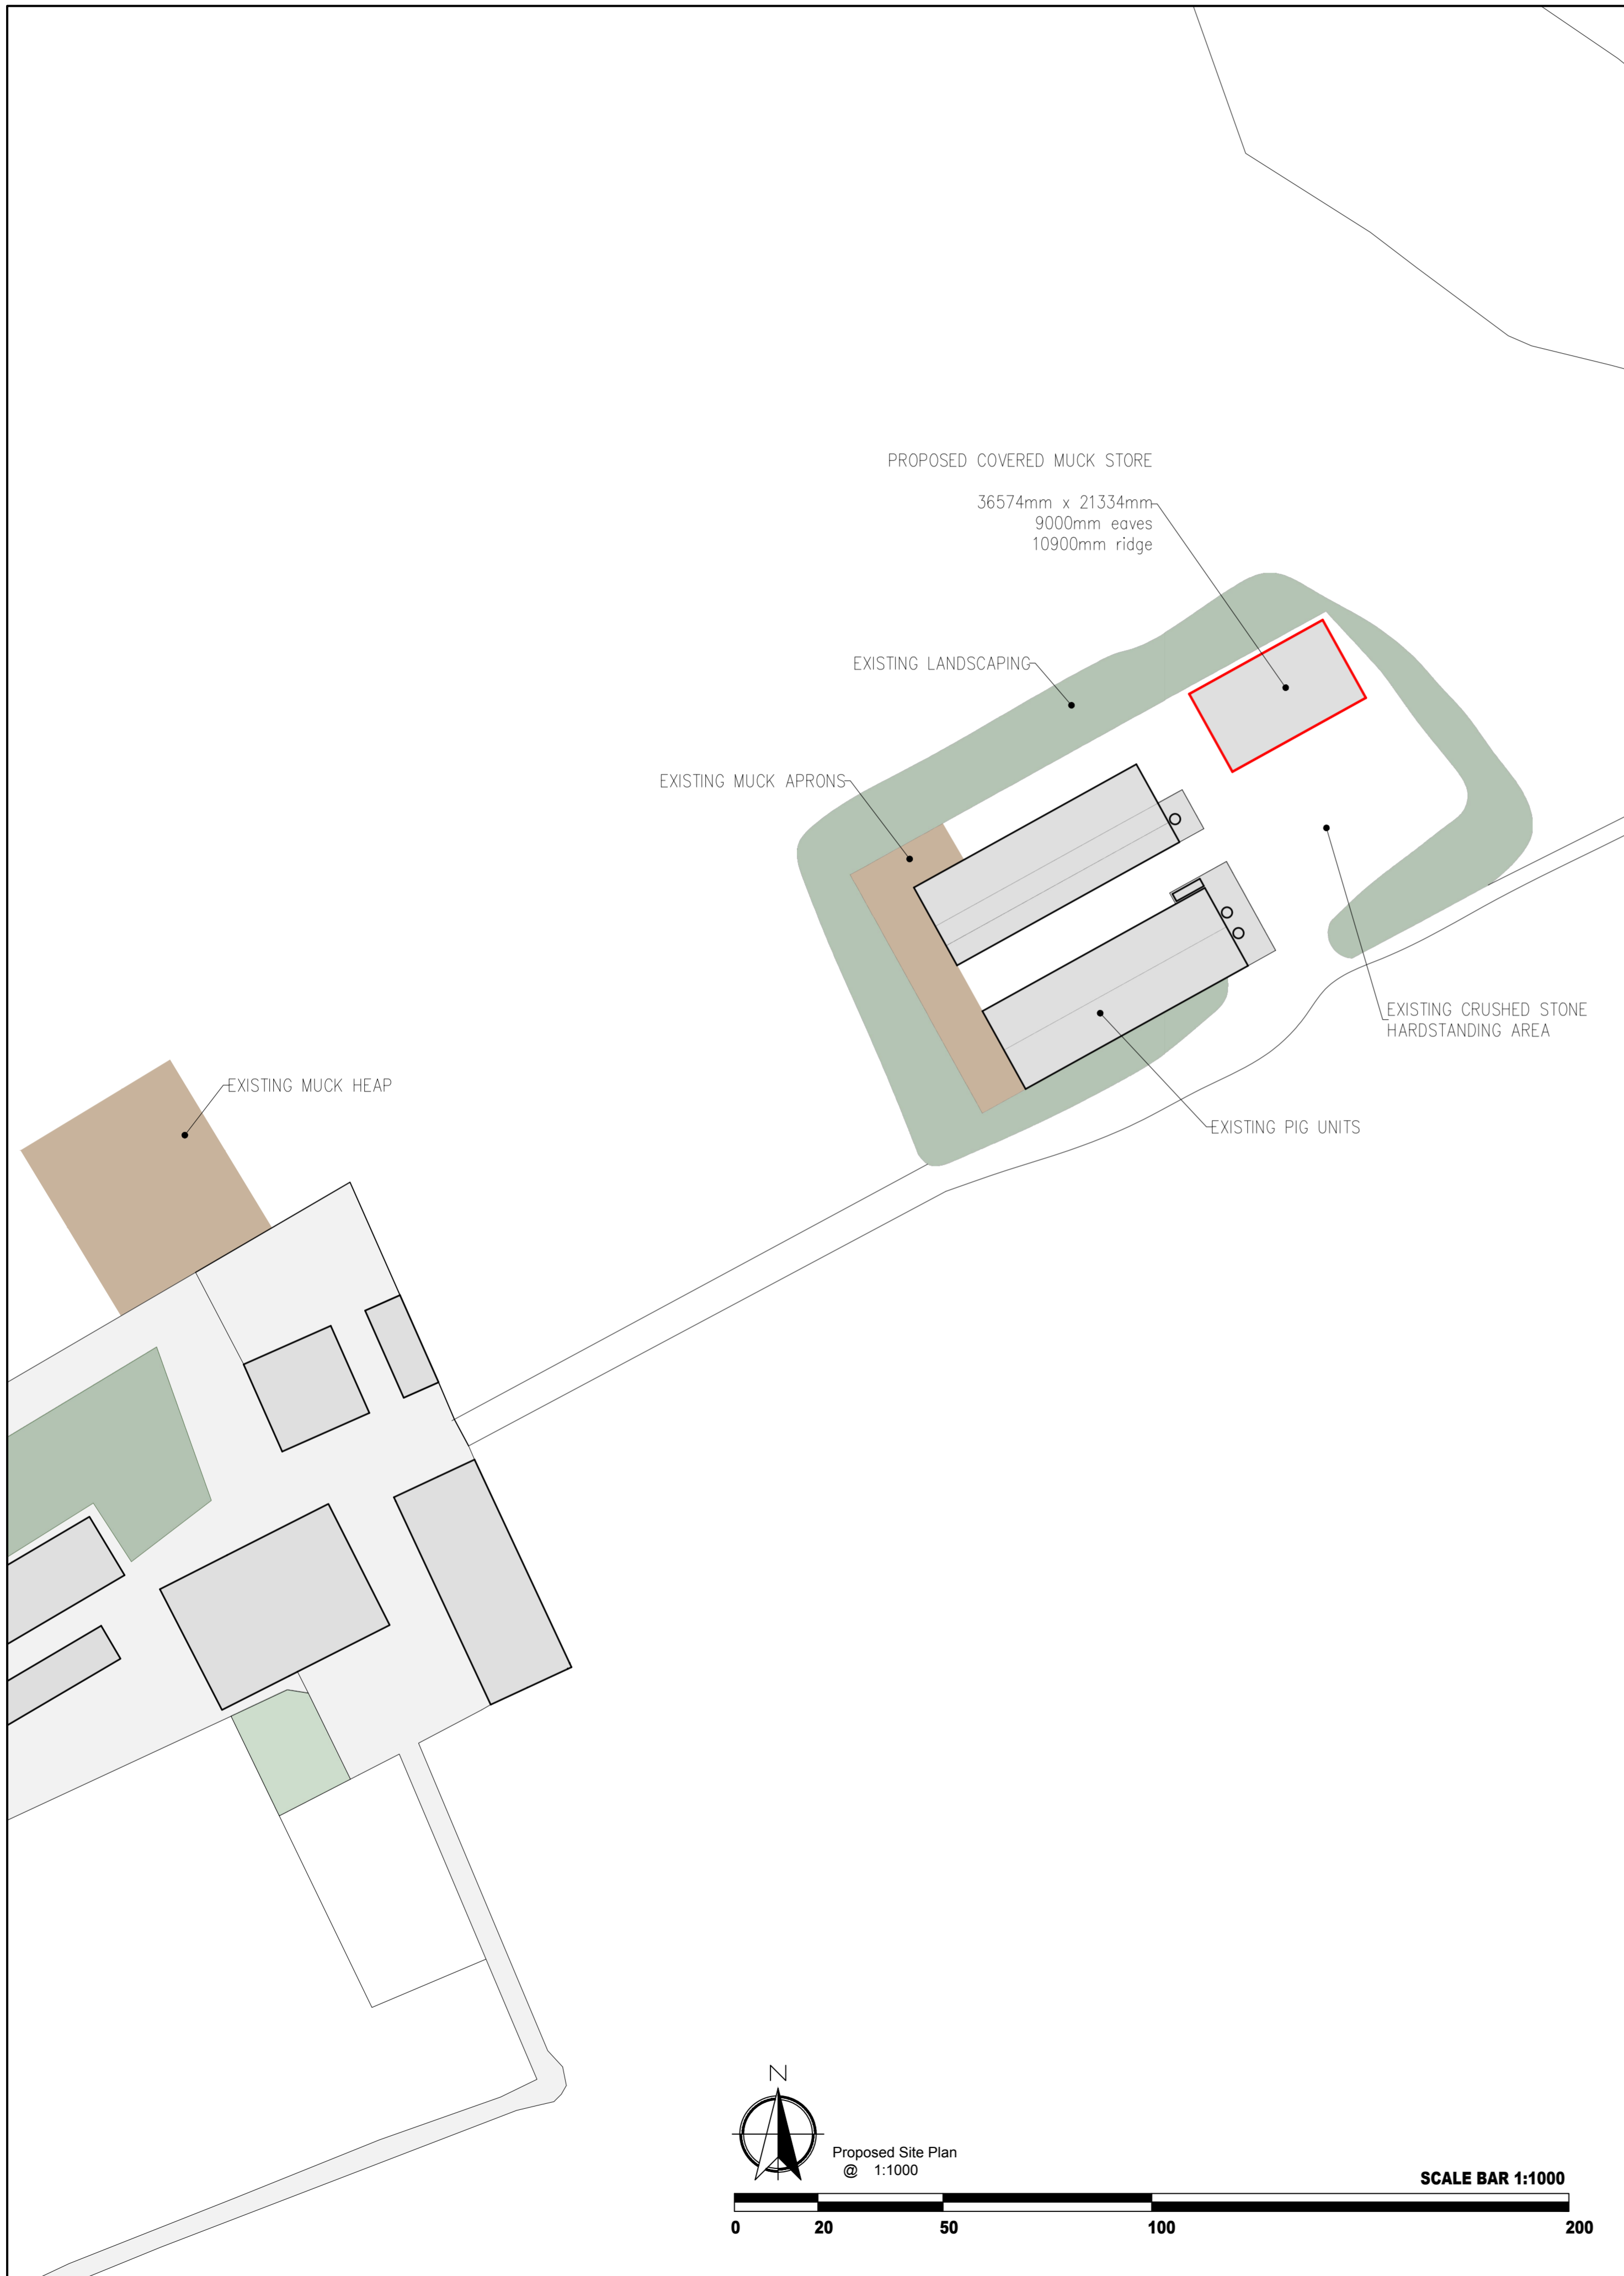 PROPOSED COVERED MUCK STORE
36574mm x 21334mm
9000mm eaves
10900mm ridge
EXISTING LANDSCAPING
EXISTING MUCK APRONS
EXISTING CRUSHED STONE
HARDSTANDING AREA
EXISTING MUCK HEAP
EXISTING PIG UNITS
N
Proposed Site Plan
@ 1:1000
SCALE BAR 1:1000
0 20 50 100 200